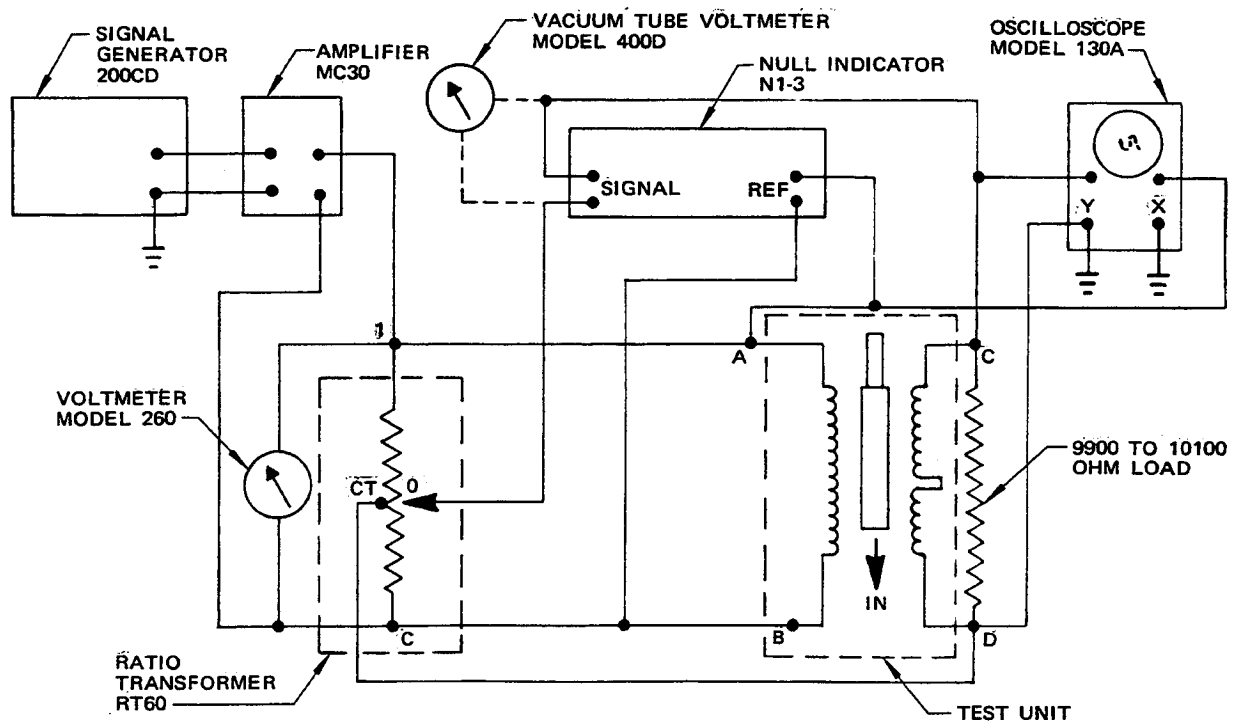 SIGNAL
GENERATOR
200CD
AMPLIFIER
MC30
VACUUM TUBE VOLTMETER
MODEL 400D
NULL INDICATOR
N1-3
OSCILLOSCOPE
MODEL 130A
SIGNAL
REF
Y
X
1
A
C
VOLTMETER
MODEL 260
CT
0
9900 TO 10100
OHM LOAD
IN
C
B
D
RATIO
TRANSFORMER
RT60
TEST UNIT